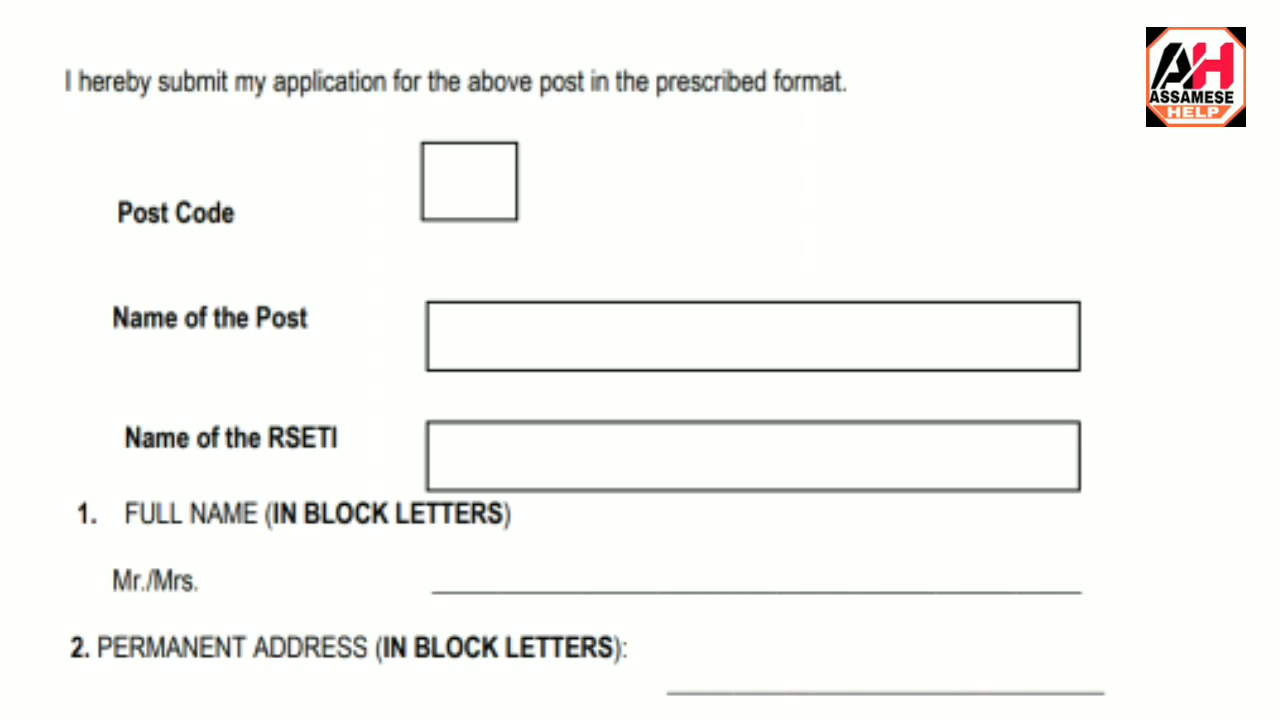 I hereby submit my application for the above post in the prescribed format.
AH
ASSAMESE
HELP
Post Code
Name of the Post
Name of the RSETI
1. FULL NAME (IN BLOCK LETTERS)
Mr./Mrs.
2. PERMANENT ADDRESS (IN BLOCK LETTERS):